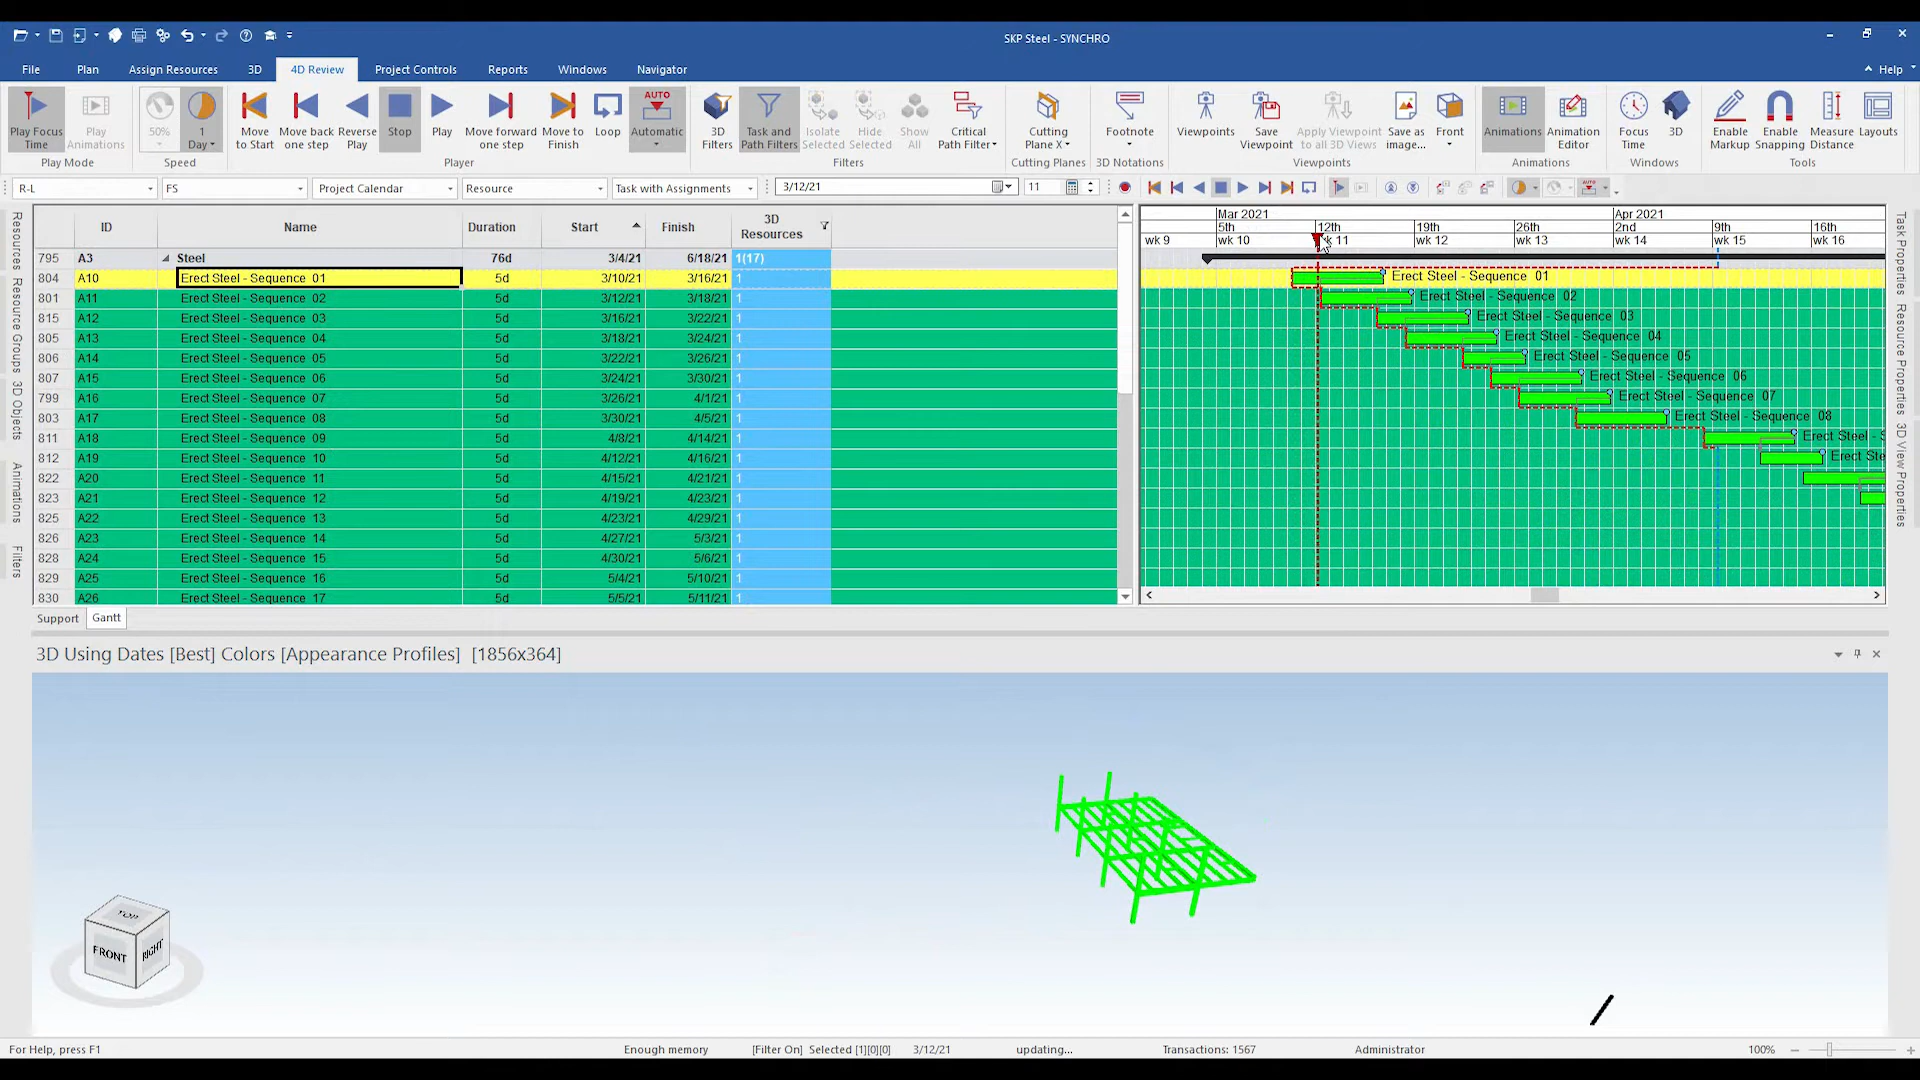 SKP Steel - SYNCHRO
File Plan Assign Resources 3D 4D Review Project Controls Reports Windows Navigator Help
Play Focus Time
Play Animations
Play Mode
50%
1 Day
Speed
Move to Start
Move back one step
Reverse Play
Stop
Play
Move forward one step
Move to Finish
Loop
AUTO
Automatic
Player
3D Filters
Task and Path Filters
Isolate Selected
Hide Selected
Show All
Critical Path Filter
Filters
Cutting Plane X
Cutting Planes
Footnote
3D Notations
Viewpoints
Save Viewpoint
Apply Viewpoint to all 3D Views
Save as image...
Front
Viewpoints
Animations
Animation Editor
Animations
Focus Time
3D
Windows
Enable Markup
Enable Snapping
Measure Distance
Layouts
Tools
R-L FS Project Calendar Resource Task with Assignments 3/12/21 11
Resources
Resource Groups
3D Objects
Animations
Filters
ID Name Duration Start Finish 3D Resources
795 A3 Steel 76d 3/4/21 6/18/21 1(17)
804 A10 Erect Steel - Sequence 01 5d 3/10/21 3/16/21 1
801 A11 Erect Steel - Sequence 02 5d 3/12/21 3/18/21 1
815 A12 Erect Steel - Sequence 03 5d 3/16/21 3/22/21 1
805 A13 Erect Steel - Sequence 04 5d 3/18/21 3/24/21 1
806 A14 Erect Steel - Sequence 05 5d 3/22/21 3/26/21 1
807 A15 Erect Steel - Sequence 06 5d 3/24/21 3/30/21 1
799 A16 Erect Steel - Sequence 07 5d 3/26/21 4/1/21 1
803 A17 Erect Steel - Sequence 08 5d 3/30/21 4/5/21 1
811 A18 Erect Steel - Sequence 09 5d 4/8/21 4/14/21 1
812 A19 Erect Steel - Sequence 10 5d 4/12/21 4/16/21 1
822 A20 Erect Steel - Sequence 11 5d 4/15/21 4/21/21 1
823 A21 Erect Steel - Sequence 12 5d 4/19/21 4/23/21 1
825 A22 Erect Steel - Sequence 13 5d 4/23/21 4/29/21 1
826 A23 Erect Steel - Sequence 14 5d 4/27/21 5/3/21 1
828 A24 Erect Steel - Sequence 15 5d 4/30/21 5/6/21 1
829 A25 Erect Steel - Sequence 16 5d 5/4/21 5/10/21 1
830 A26 Erect Steel - Sequence 17 5d 5/5/21 5/11/21 1
Mar 2021 Apr 2021
5th 12th 19th 26th 2nd 9th 16th
wk 9 wk 10 11 wk 12 wk 13 wk 14 wk 15 wk 16
Erect Steel - Sequence 01
Erect Steel - Sequence 02
Erect Steel - Sequence 03
Erect Steel - Sequence 04
Erect Steel - Sequence 05
Erect Steel - Sequence 06
Erect Steel - Sequence 07
Erect Steel - Sequence 08
Erect Steel - S
Erect Ste
Task Properties
Resource Properties
3D View Properties
Support Gantt
3D Using Dates [Best] Colors [Appearance Profiles] [1856x364]
TOP
FRONT
RIGHT
For Help, press F1 Enough memory [Filter On] Selected [1][0][0] 3/12/21 updating... Transactions: 1567 Administrator 100%